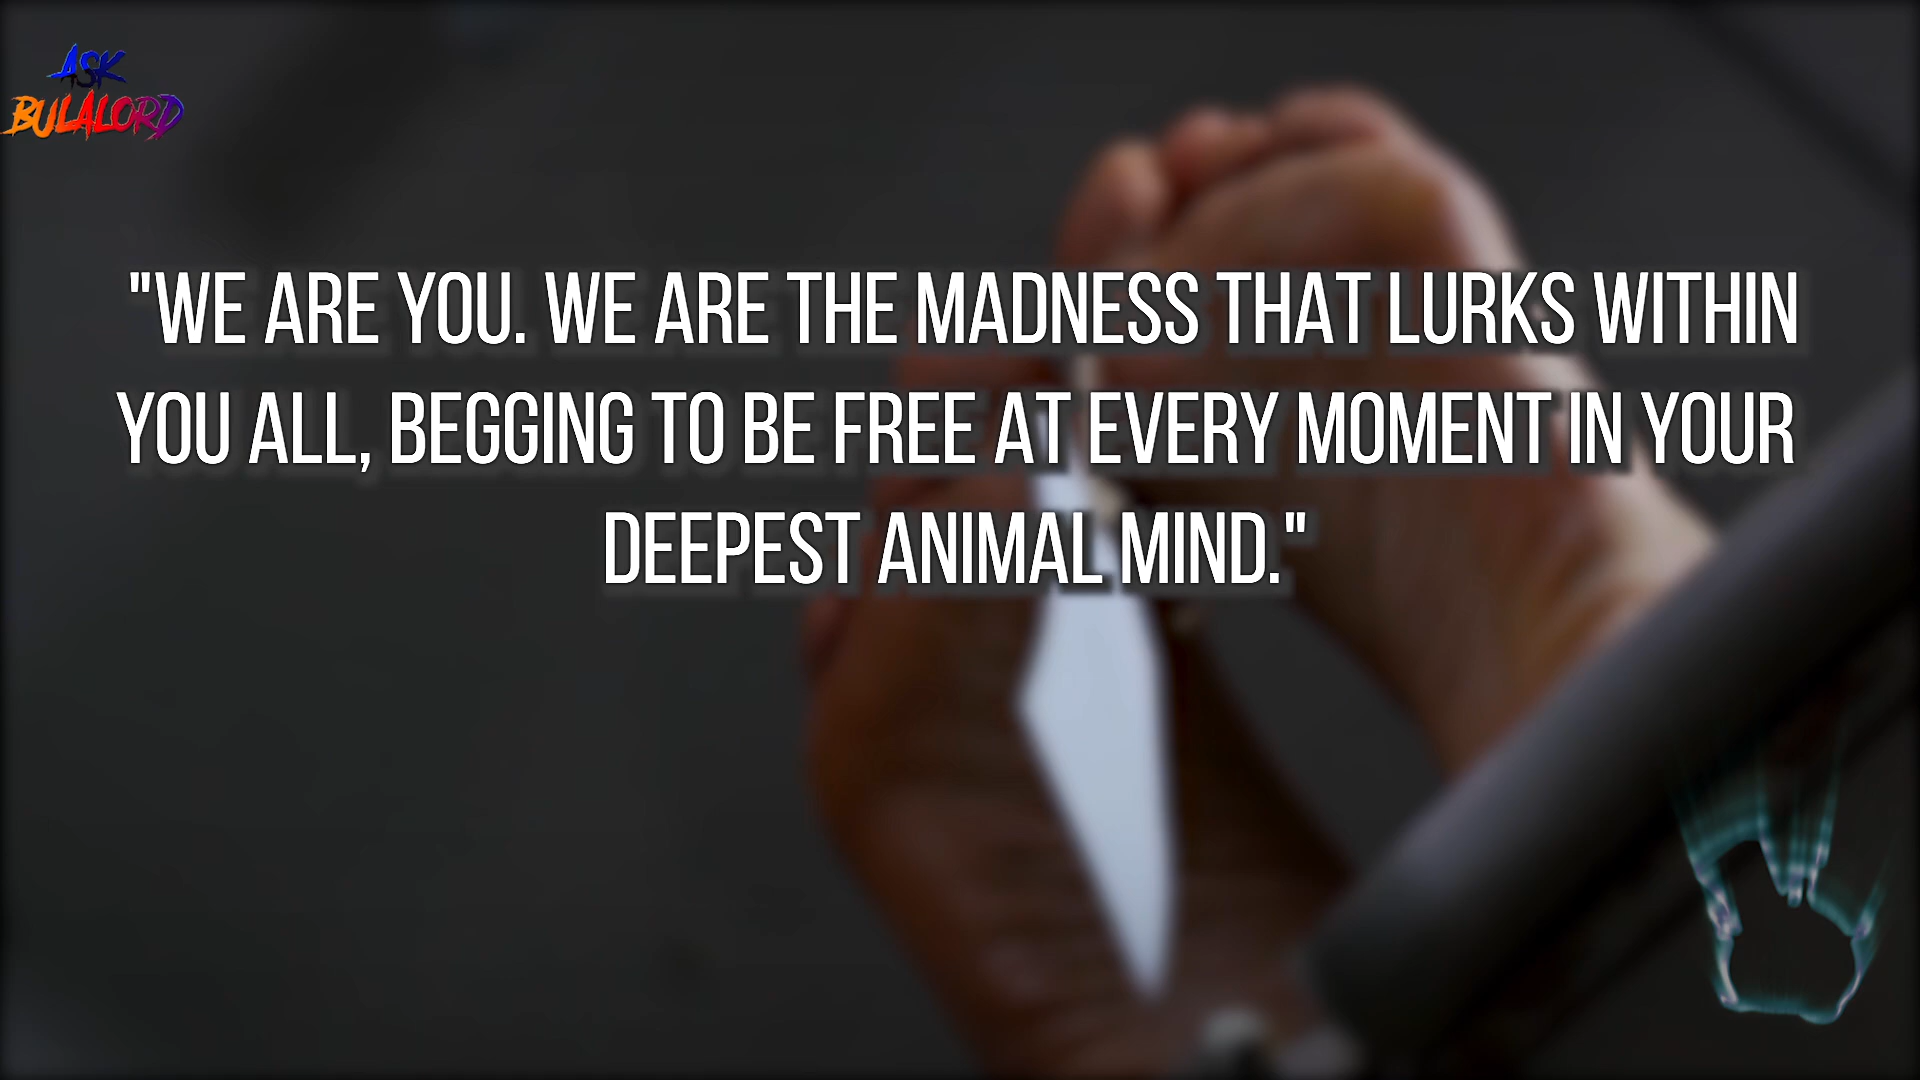 ASK
BULALORD
"WE ARE YOU. WE ARE THE MADNESS THAT LURKS WITHIN
YOU ALL, BEGGING TO BE FREE AT EVERY MOMENT IN YOUR
DEEPEST ANIMAL MIND."